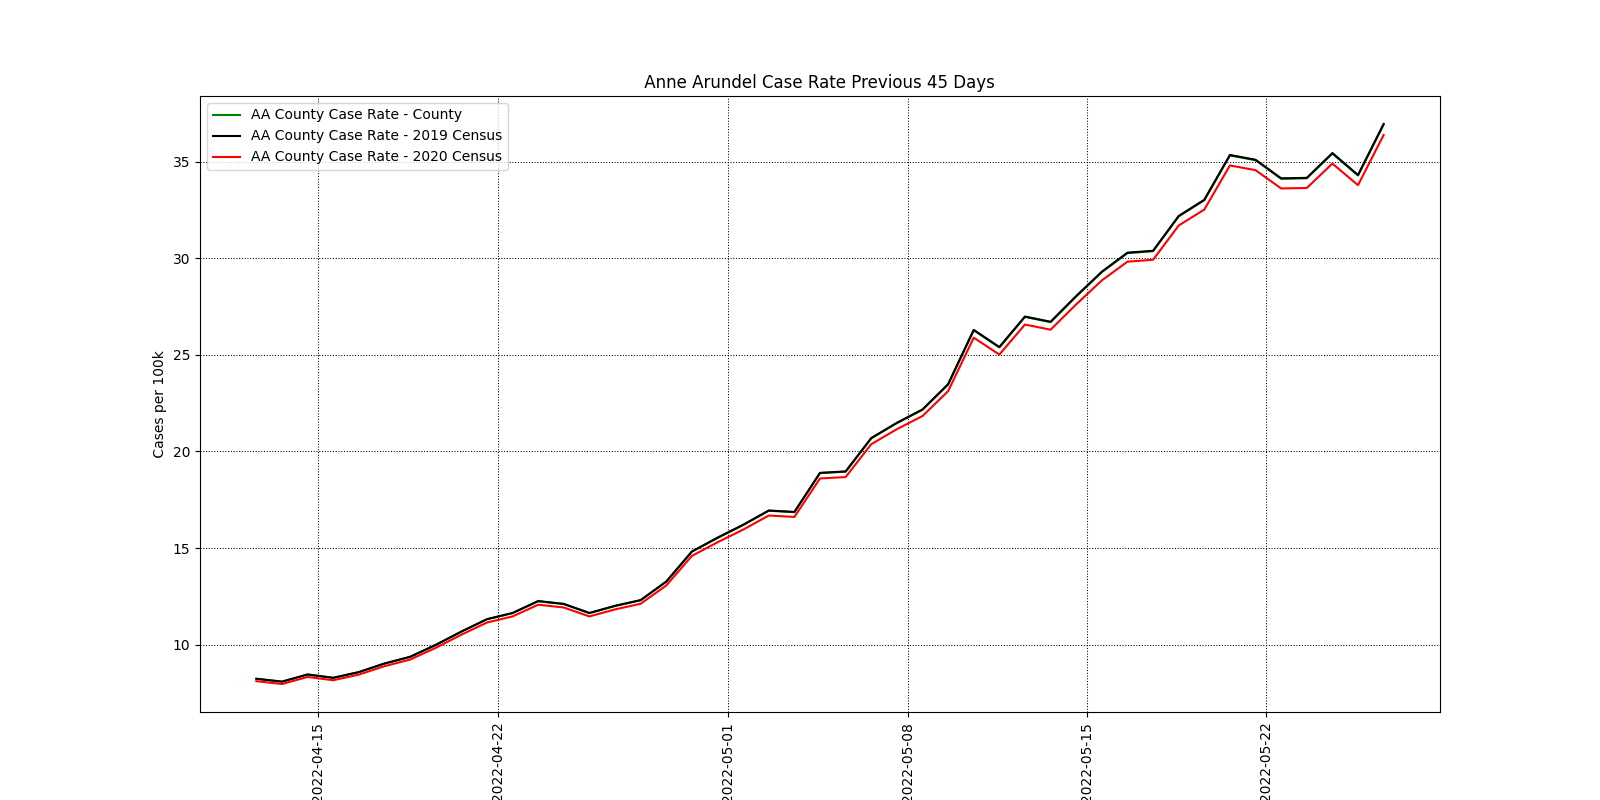 Anne Arundel Case Rate Previous 45 Days
AA County Case Rate - County
AA County Case Rate - 2019 Census
AA County Case Rate - 2020 Census
Cases per 100k
35
30
25
20
15
10
2022-04-15
2022-04-22
2022-05-01
2022-05-08
2022-05-15
2022-05-22